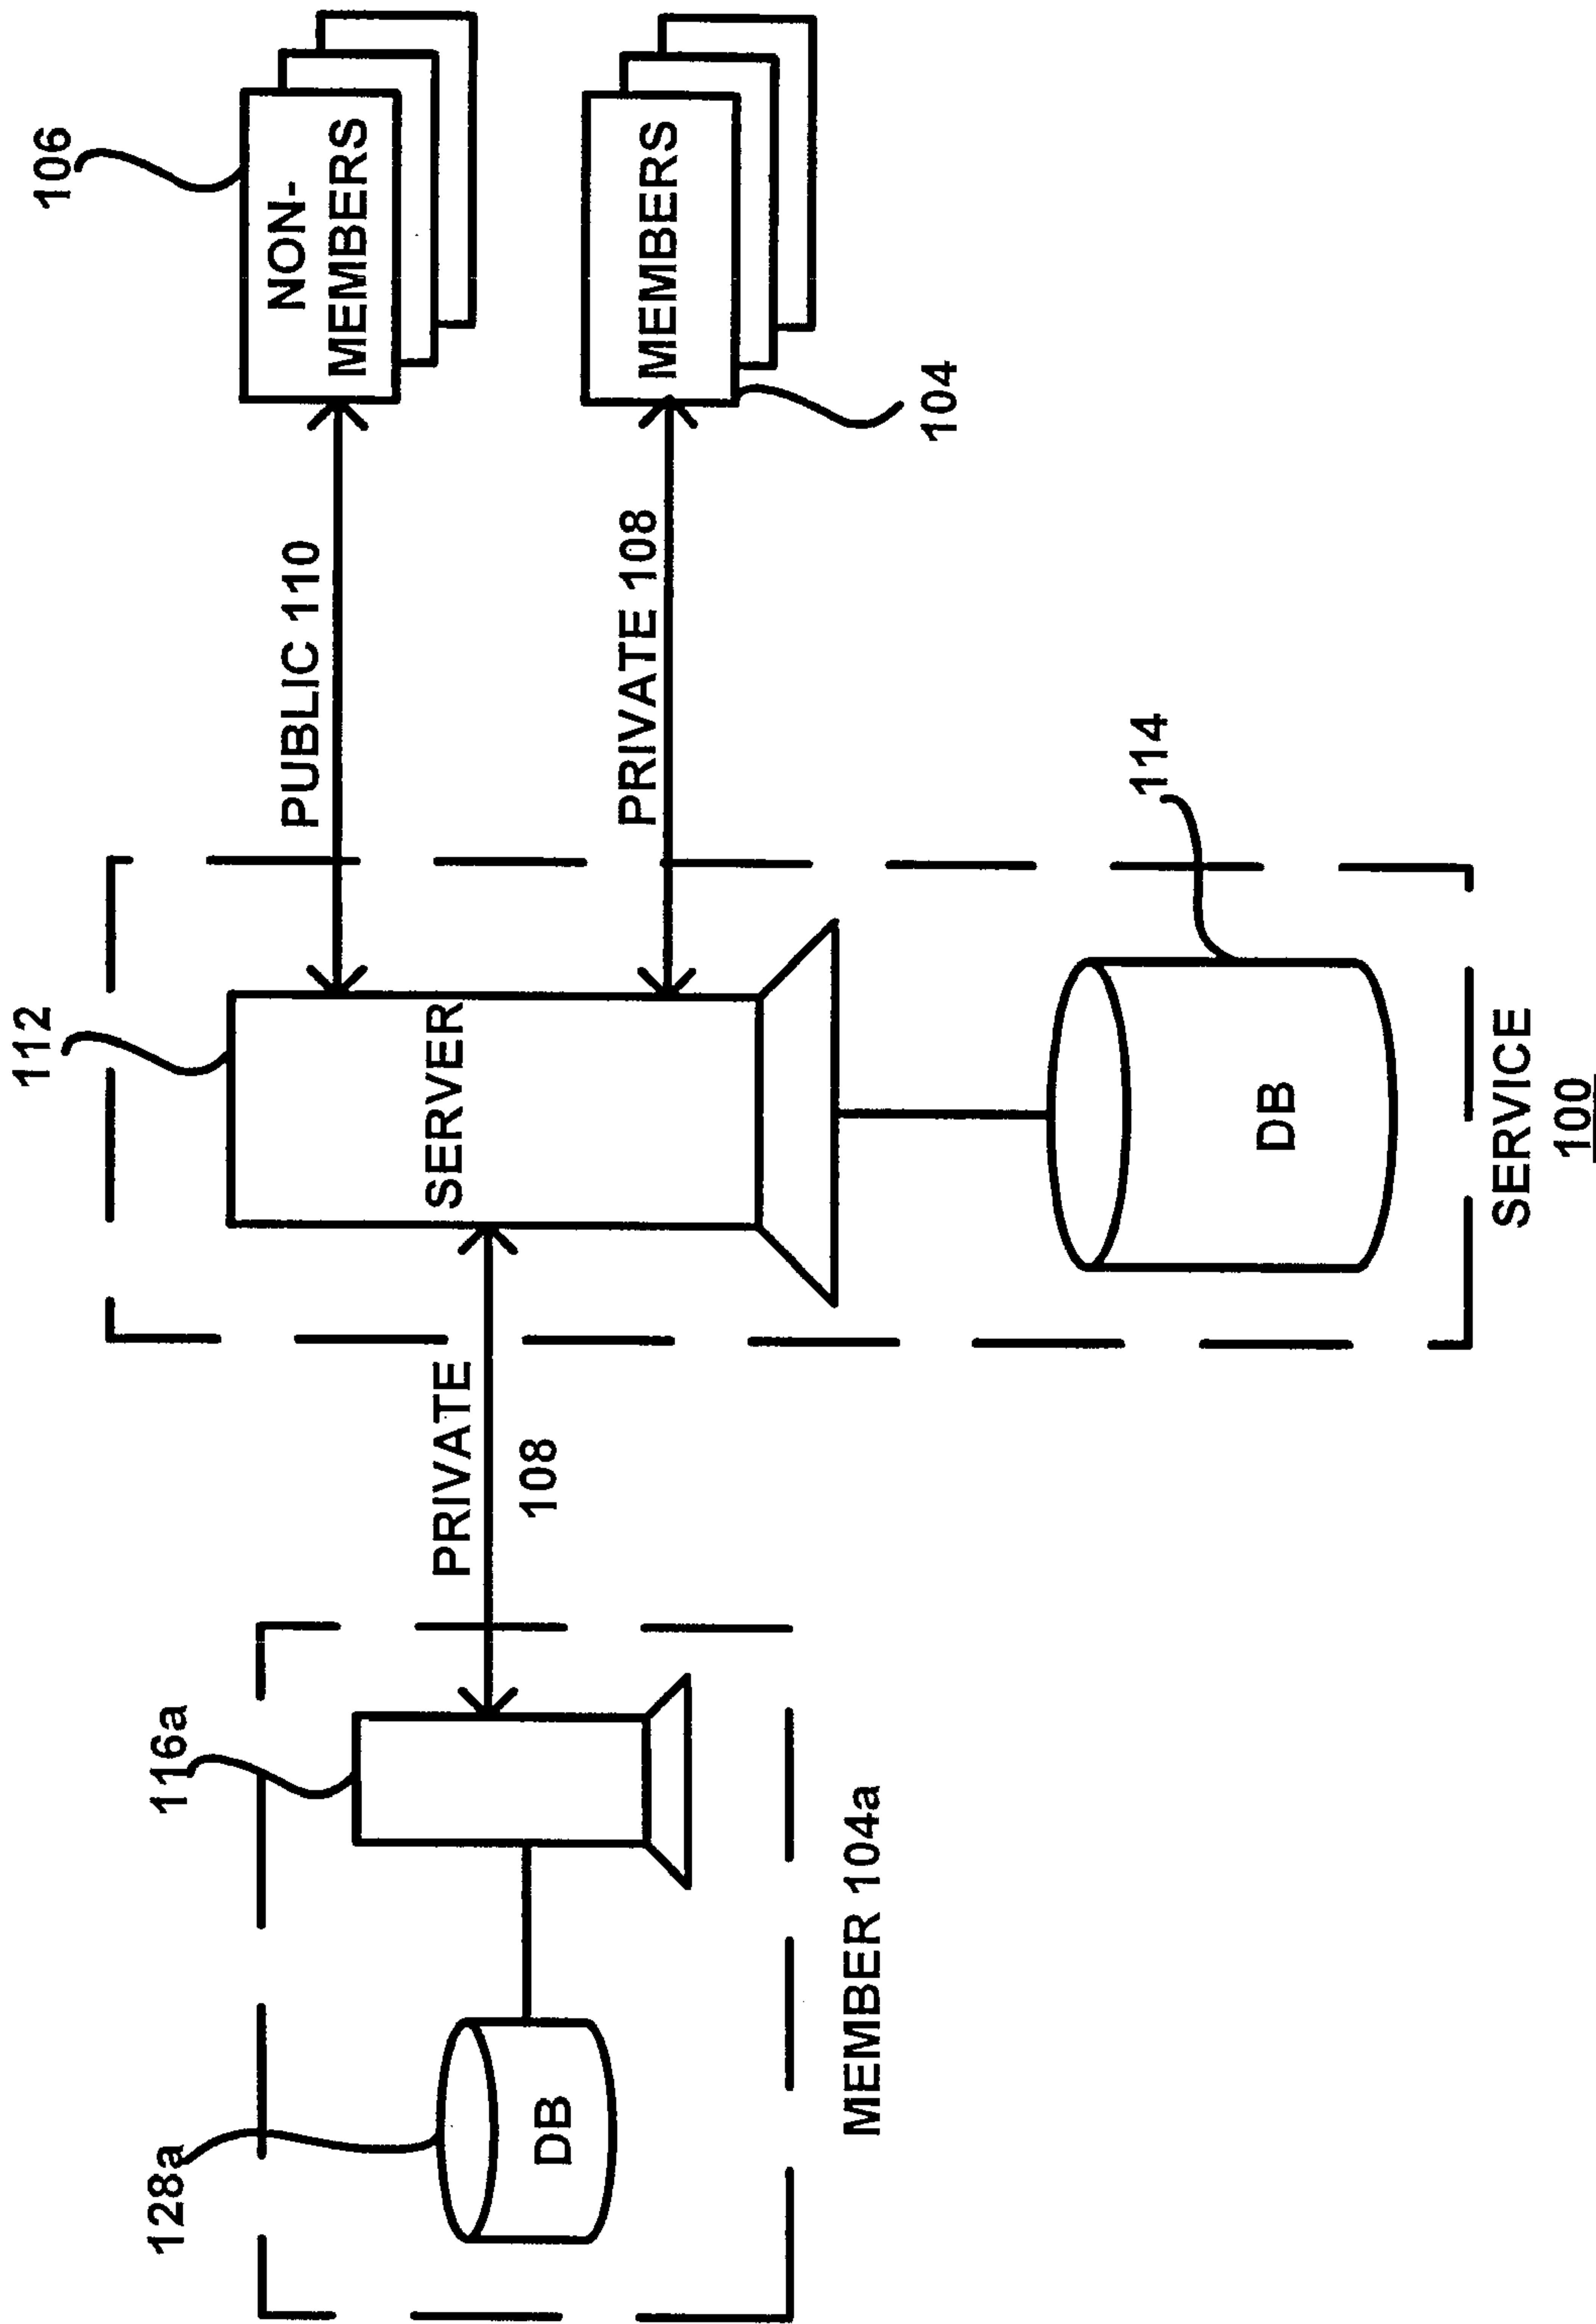 106
NON-
MEMBERS
PUBLIC 110
MEMBERS
104
PRIVATE 108
112
SERVER
114
DB
SERVICE
100
PRIVATE
108
116a
128a
DB
MEMBER 104a